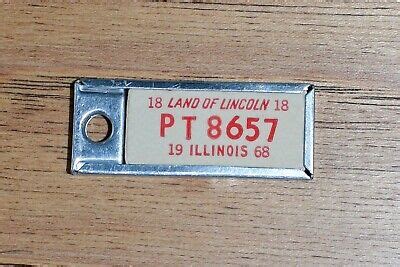 18 LAND OF LINCOLN 18
PT 8657
19 ILLINOIS 68